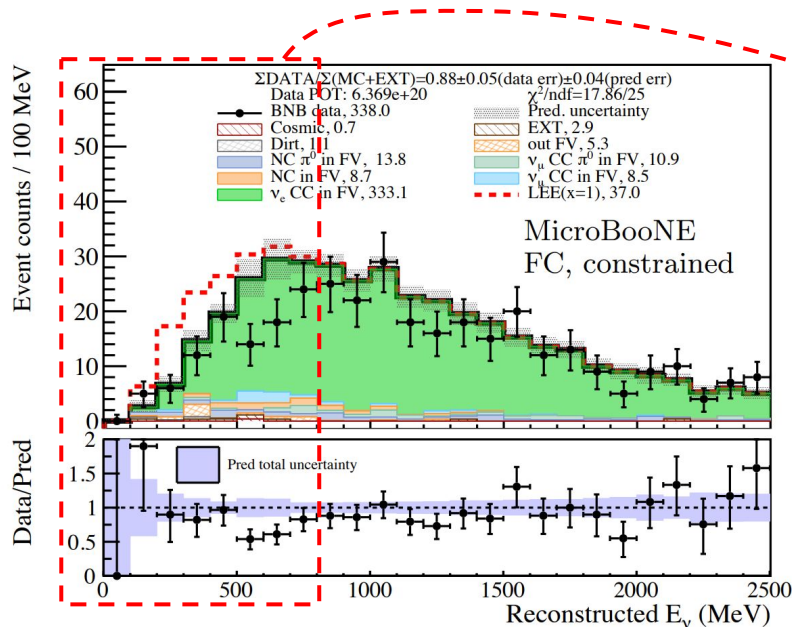 ΣDATA/Σ(MC+EXT)=0.88±0.05(data err)±0.04(pred err)
Data POT: 6.369e+20 χ²/ndf=17.86/25
BNB data, 338.0 Pred. uncertainty
Cosmic, 0.7 EXT, 2.9
Dirt, 1.1 out FV, 5.3
NC π⁰ in FV, 13.8 ν_μ CC π⁰ in FV, 10.9
NC in FV, 8.7 ν_μ CC in FV, 8.5
ν_e CC in FV, 333.1 LEE(x=1), 37.0
MicroBooNE
FC, constrained
Event counts / 100 MeV
60
50
40
30
20
10
0
Data/Pred
2
1.5
1
0.5
0
Pred total uncertainty
0 500 1000 1500 2000 2500
Reconstructed E_ν (MeV)